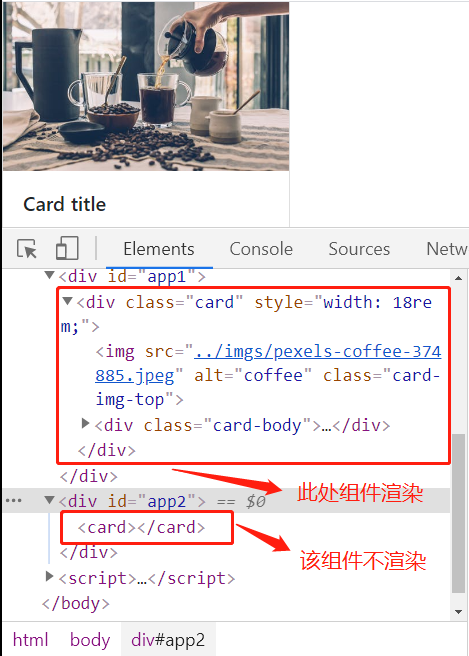 Card title
Elements
Console
Sources
Netw
<div id="app1">
<div class="card" style="width: 18re
m;">
<img src="../imgs/pexels-coffee-374
885.jpeg" alt="coffee" class="card-
img-top">
<div class="card-body">…</div>
</div>
</div>
此处组件渲染
<div id="app2"> == $0
<card></card>
</div>
该组件不渲染
<script>…</script>
</body>
html
body
div#app2